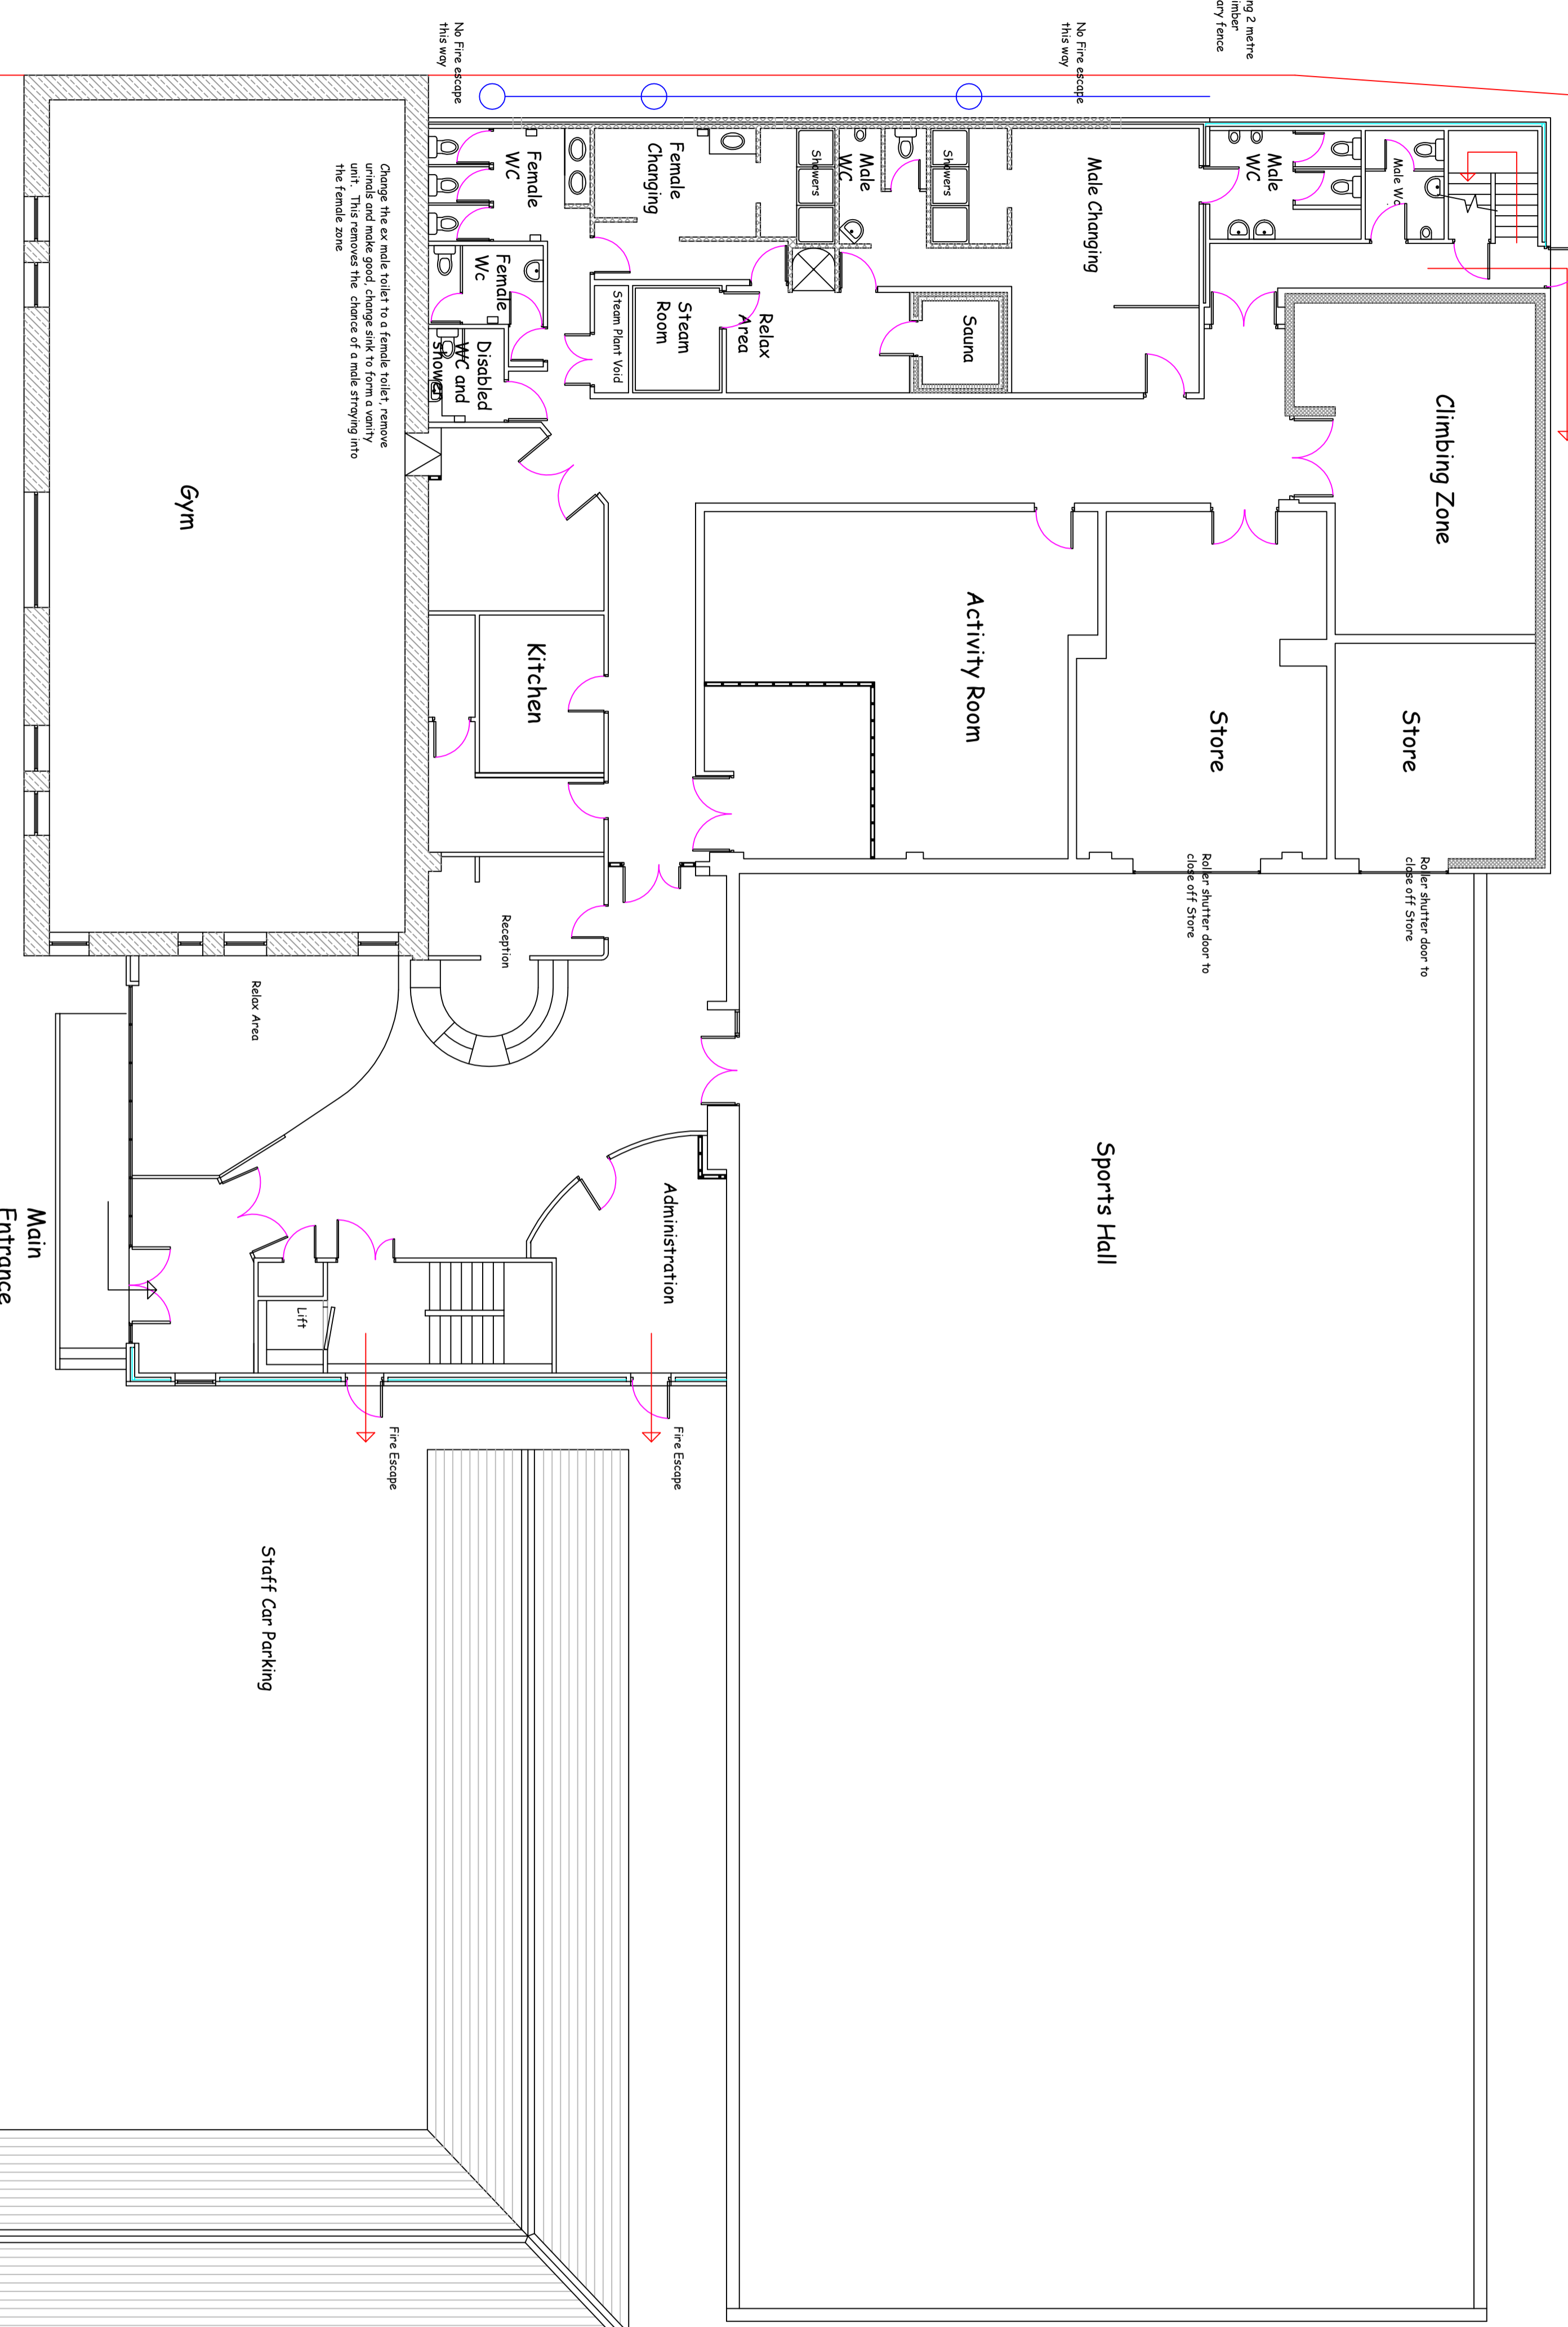 ng 2 metre
imber
ary fence
No Fire escape
this way
No Fire escape
this way
Male Wc
Male
WC
Male Changing
Showers
Male
WC
Showers
Female
Changing
Female
WC
Female
Wc
Disabled
WC and
shower
Steam Plant Void
Steam
Room
Relax
Area
Sauna
Climbing Zone
Store
Store
Activity Room
Kitchen
Roller shutter door to
close off Store
Roller shutter door to
close off Store
Change the ex male toilet to a female toilet, remove
urinals and make good, change sink to form a vanity
unit. This removes the chance of a male straying into
the female zone
Gym
Reception
Relax Area
Sports Hall
Administration
Lift
Main
Entrance
Fire Escape
Fire Escape
Staff Car Parking